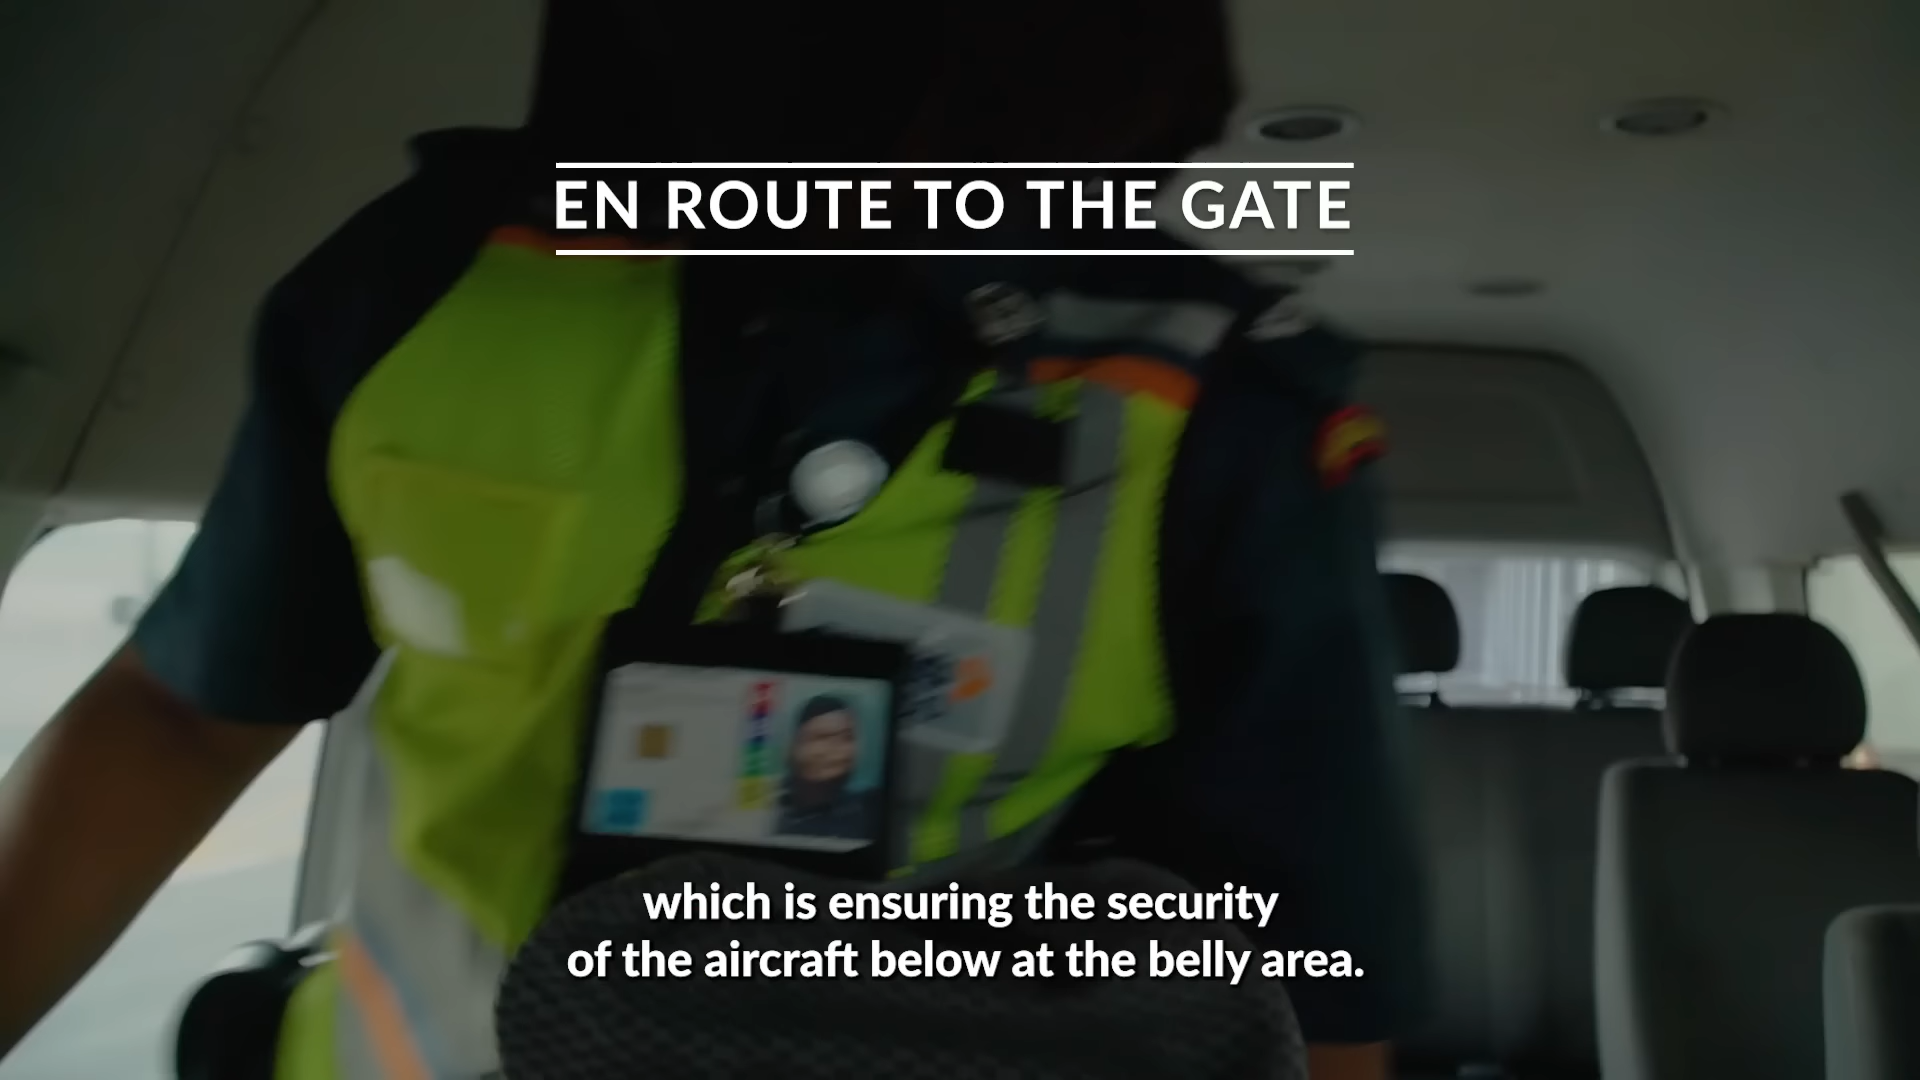 EN ROUTE TO THE GATE
which is ensuring the security
of the aircraft below at the belly area.